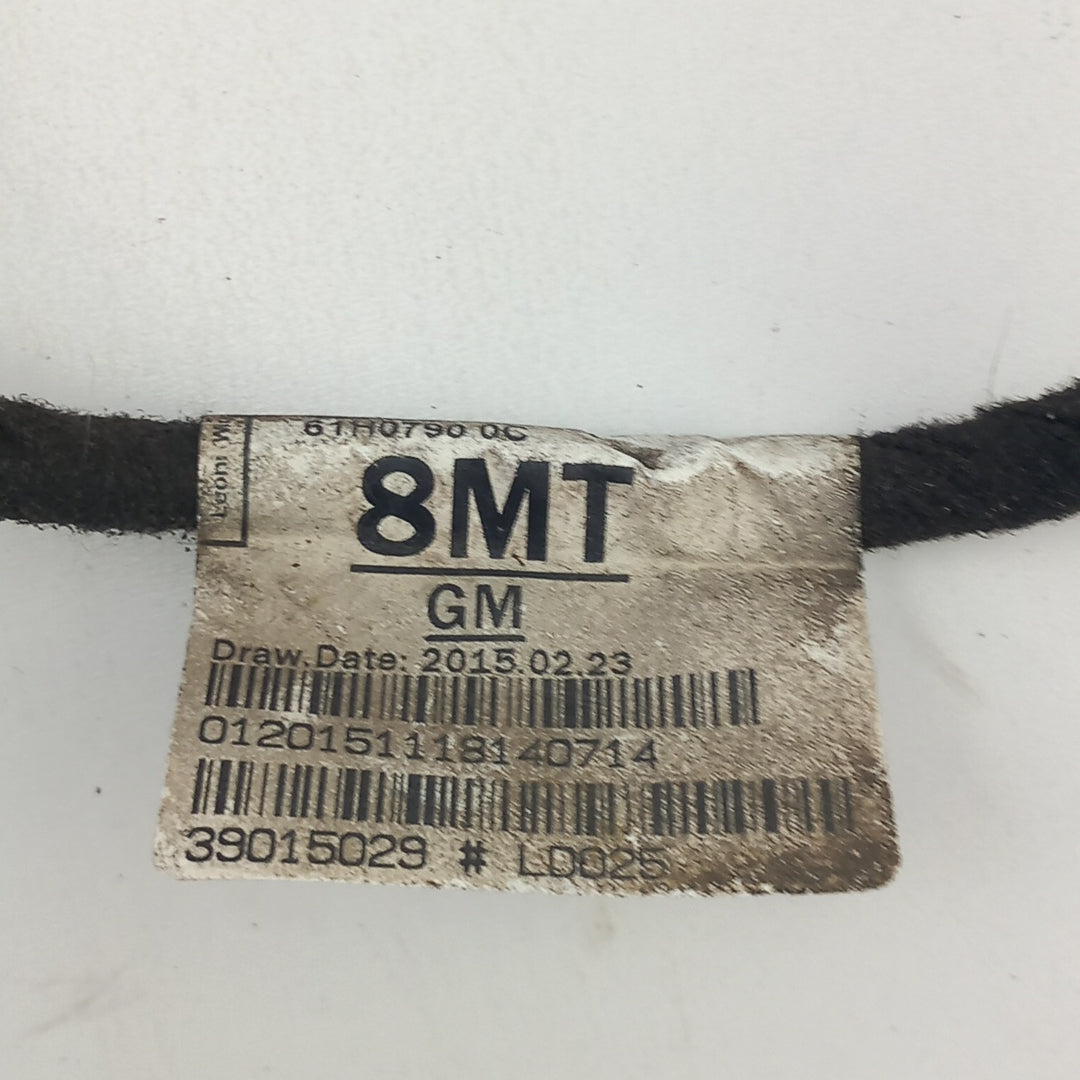 61H0790 0C
Leoni
8MT
GM
Draw.Date: 2015.02.23
0120151118140714
39015029 # LD025